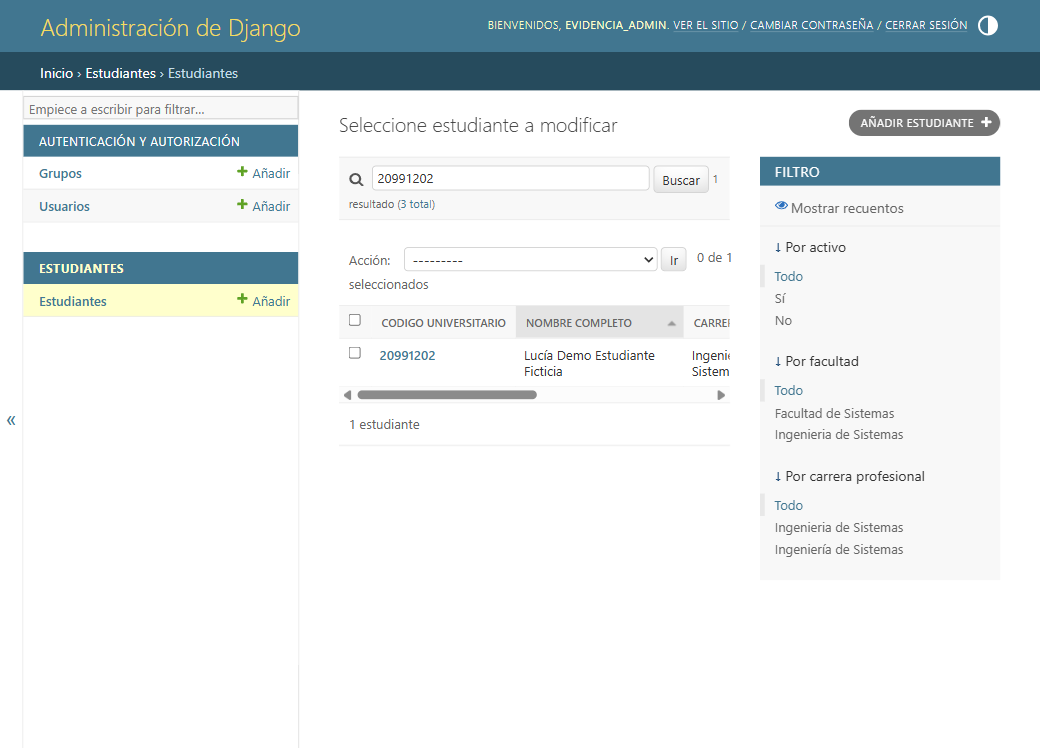 Administración de Django
BIENVENIDOS, EVIDENCIA_ADMIN. VER EL SITIO / CAMBIAR CONTRASEÑA / CERRAR SESIÓN
Inicio › Estudiantes › Estudiantes
Empiece a escribir para filtrar...
AUTENTICACIÓN Y AUTORIZACIÓN
Grupos + Añadir
Usuarios + Añadir
ESTUDIANTES
Estudiantes + Añadir
«
Seleccione estudiante a modificar
AÑADIR ESTUDIANTE +
20991202 Buscar 1
resultado (3 total)
Acción: --------- Ir 0 de 1
seleccionados
CODIGO UNIVERSITARIO NOMBRE COMPLETO CARRE
20991202 Lucía Demo Estudiante Ingenie
Ficticia Sistem
1 estudiante
FILTRO
Mostrar recuentos
↓ Por activo
Todo
Sí
No
↓ Por facultad
Todo
Facultad de Sistemas
Ingenieria de Sistemas
↓ Por carrera profesional
Todo
Ingenieria de Sistemas
Ingeniería de Sistemas